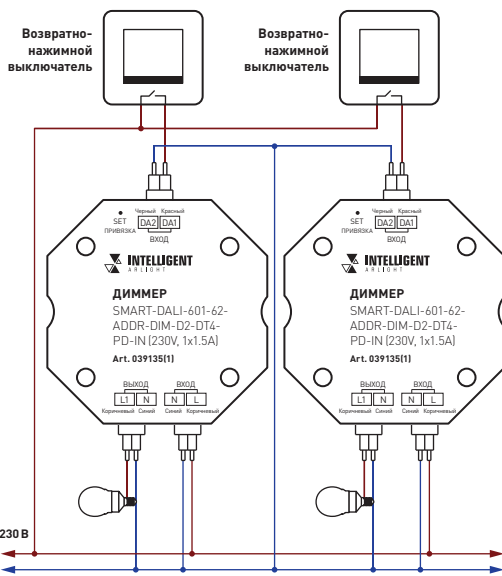 Возвратно-
нажимной
выключатель
Возвратно-
нажимной
выключатель
Черный Красный
SET
DA2 DA1
ПРИВЯЗКА
ВХОД
INTELLIGENT
ARLIGHT
ДИММЕР
SMART-DALI-601-62-
ADDR-DIM-D2-DT4-
PD-IN (230V, 1x1.5A)
Art. 039135(1)
ВЫХОД ВХОД
L1 N N L
Коричневый Синий Синий Коричневый
Черный Красный
SET
DA2 DA1
ПРИВЯЗКА
ВХОД
INTELLIGENT
ARLIGHT
ДИММЕР
SMART-DALI-601-62-
ADDR-DIM-D2-DT4-
PD-IN (230V, 1x1.5A)
Art. 039135(1)
ВЫХОД ВХОД
L1 N N L
Коричневый Синий Синий Коричневый
230 В